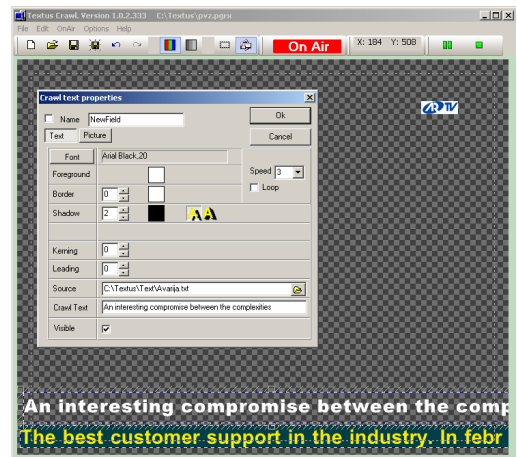 Textus Crawl. Version 1.0.2.333 C:\Textus\pvz.pgrx
File Edit OnAir Options Help
On Air X: 184 Y: 508
Crawl text properties
Name NewField Ok
Text Picture Cancel
Font Arial Black,20
Foreground Speed 3
Border 0 Loop
Shadow 2 A A
Kerning 0
Leading 0
Source C:\Textus\Text\Avarija.txt
Crawl Text An interesting compromise between the complexities
Visible
TV
An interesting compromise between the comp
The best customer support in the industry. In febr